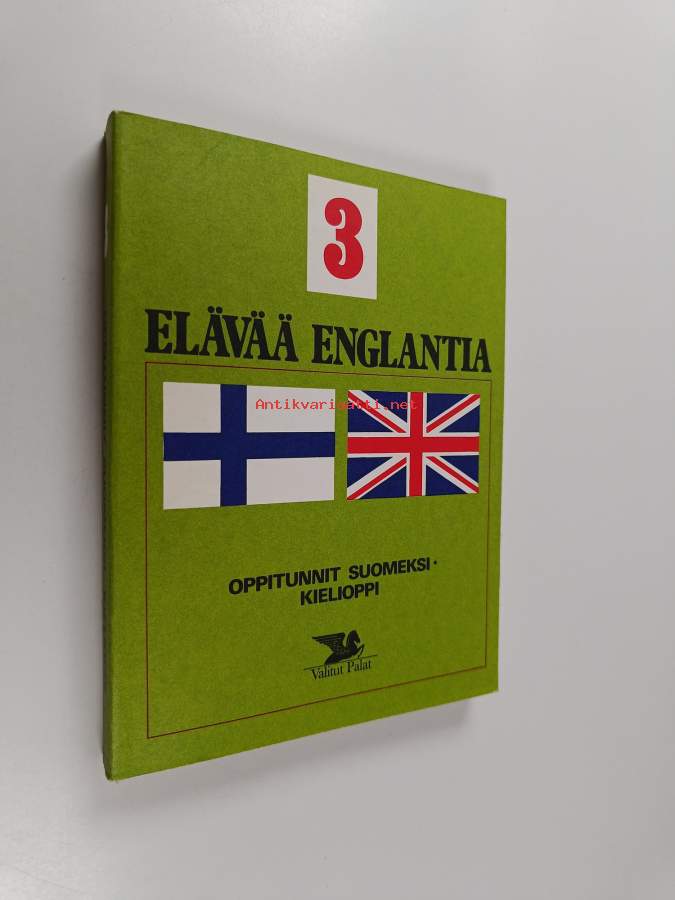 3
ELÄVÄÄ ENGLANTIA
Antikvariaatti.net
OPPITUNNIT SUOMEKSI·
KIELIOPPI
Valitut Palat